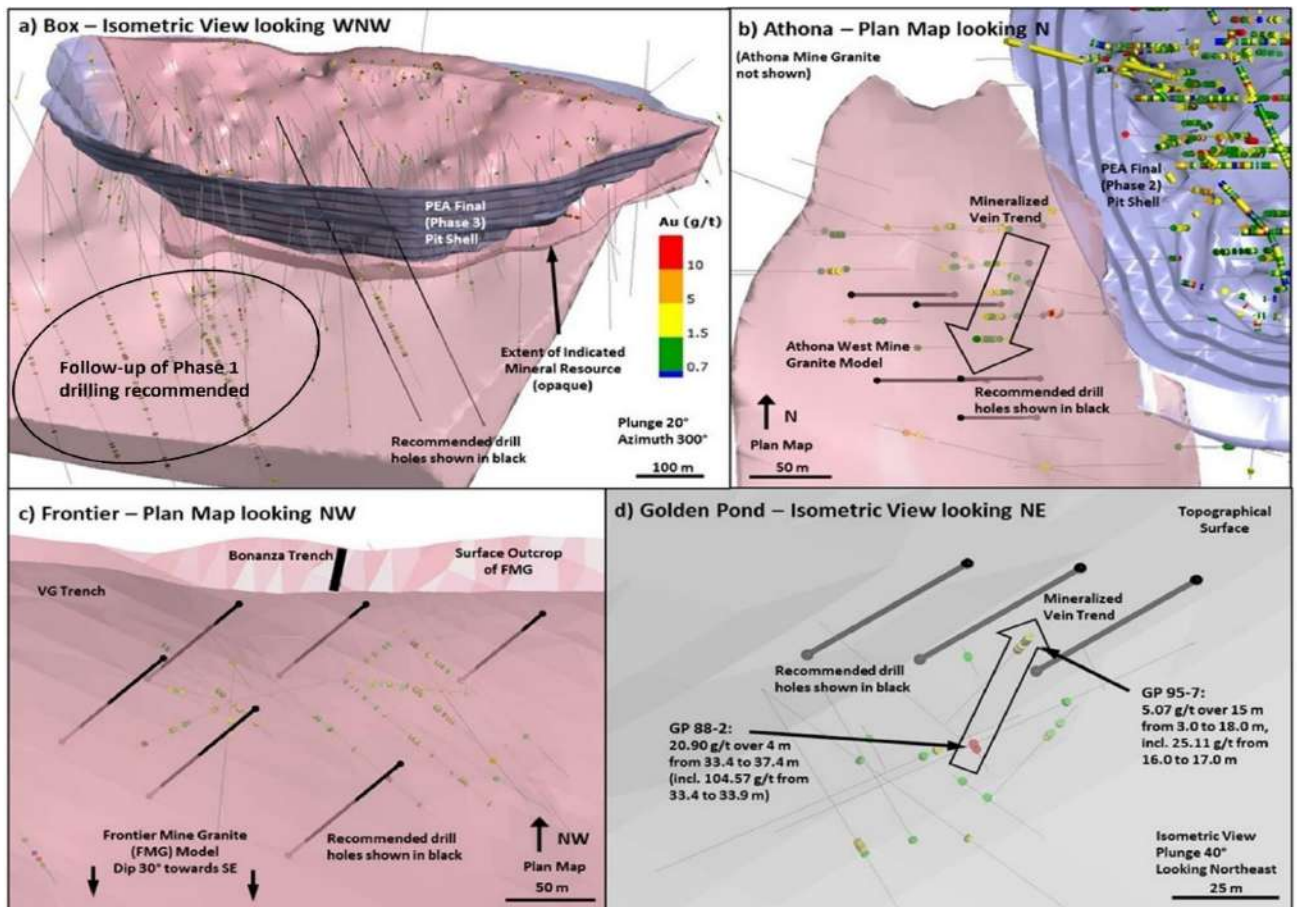 a) Box – Isometric View looking WNW
PEA Final
(Phase 3)
Pit Shell
Au (g/t)
10
5
1.5
0.7
Follow-up of Phase 1
drilling recommended
Extent of Indicated
Mineral Resource
(opaque)
Recommended drill
holes shown in black
Plunge 20°
Azimuth 300°
100 m
b) Athona – Plan Map looking N
(Athona Mine Granite
not shown)
PEA Final
(Phase 2)
Pit Shell
Mineralized
Vein Trend
Athona West Mine
Granite Model
Recommended drill
holes shown in black
N
Plan Map
50 m
c) Frontier – Plan Map looking NW
Bonanza Trench
Surface Outcrop
of FMG
VG Trench
Frontier Mine Granite
(FMG) Model
Dip 30° towards SE
Recommended drill
holes shown in black
NW
Plan Map
50 m
d) Golden Pond – Isometric View looking NE
Topographical
Surface
Mineralized
Vein Trend
Recommended drill
holes shown in black
GP 88-2:
20.90 g/t over 4 m
from 33.4 to 37.4 m
(incl. 104.57 g/t from
33.4 to 33.9 m)
GP 95-7:
5.07 g/t over 15 m
from 3.0 to 18.0 m,
incl. 25.11 g/t from
16.0 to 17.0 m
Isometric View
Plunge 40°
Looking Northeast
25 m